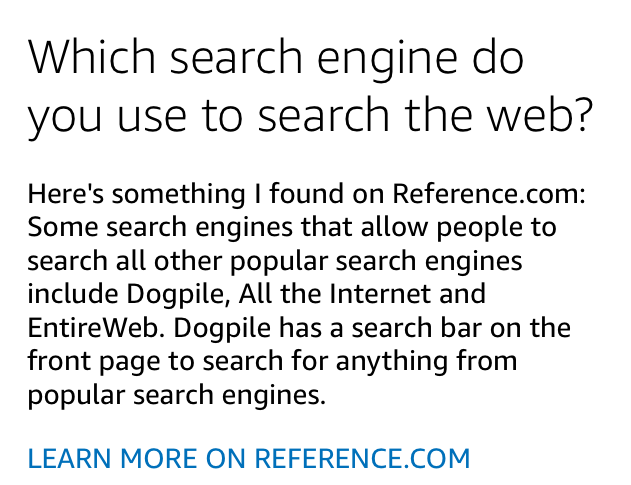 Which search engine do
you use to search the web?
Here's something I found on Reference.com:
Some search engines that allow people to
search all other popular search engines
include Dogpile, All the Internet and
EntireWeb. Dogpile has a search bar on the
front page to search for anything from
popular search engines.
LEARN MORE ON REFERENCE.COM